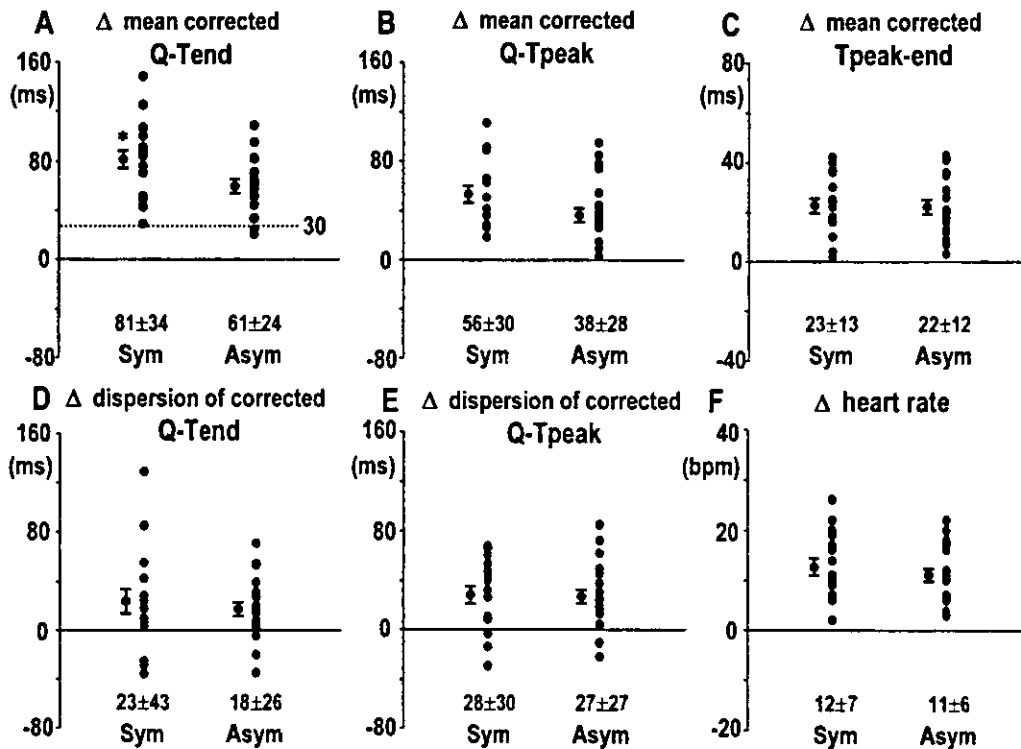 A Δ mean corrected
Q-Tend
160
(ms)
80
0
-80
*
30
81±34
61±24
Sym
Asym
B Δ mean corrected
Q-Tpeak
160
(ms)
80
0
-80
56±30
38±28
Sym
Asym
C Δ mean corrected
Tpeak-end
80
(ms)
40
0
-40
23±13
22±12
Sym
Asym
D Δ dispersion of corrected
Q-Tend
160
(ms)
80
0
-80
23±43
18±26
Sym
Asym
E Δ dispersion of corrected
Q-Tpeak
160
(ms)
80
0
-80
28±30
27±27
Sym
Asym
F Δ heart rate
40
(bpm)
20
0
-20
12±7
11±6
Sym
Asym